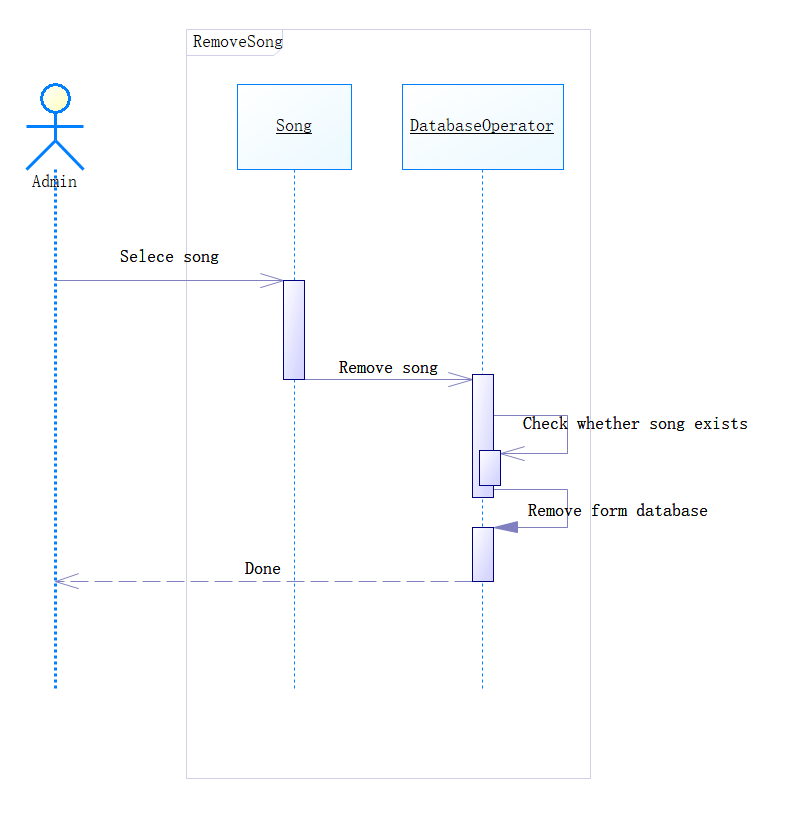 RemoveSong
Song
DatabaseOperator
Admin
Selece song
Remove song
Check whether song exists
Remove form database
Done